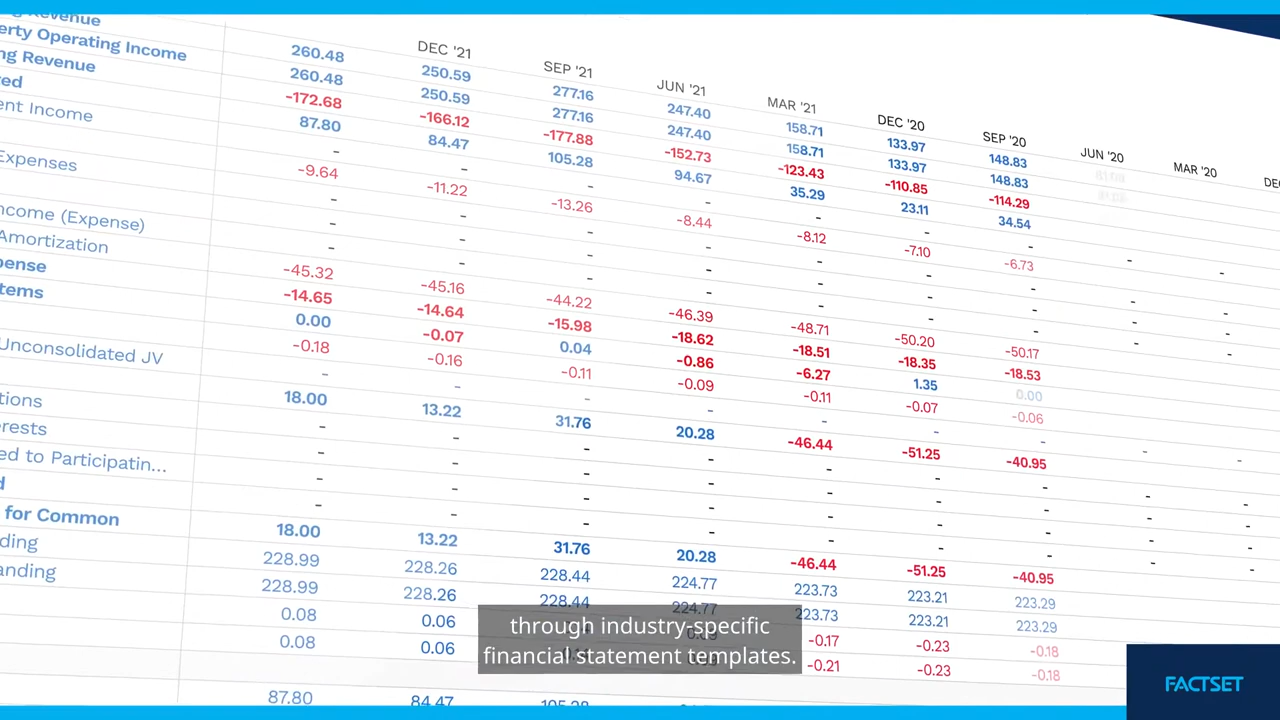 DEC '21 SEP '21 JUN '21 MAR '21 DEC '20 SEP '20 JUN '20 MAR '20
Revenue 260.48 250.59 277.16 247.40 158.71 133.97 148.83
erty Operating Income 260.48 250.59 277.16 247.40 158.71 133.97 148.83
ng Revenue -172.68 -166.12 -177.88 -152.73 -123.43 -110.85 -114.29
ed 87.80 84.47 105.28 94.67 35.29 23.11 34.54
ent Income - - - - - - - - -
Expenses -9.64 -11.22 -13.26 -8.44 -8.12 -7.10 -6.73
- - - - - - - - -
ncome (Expense) - - - - - - - - -
Amortization -45.32 -45.16 -44.22 -46.39 -48.71 -50.20 -50.17
pense -14.65 -14.64 -15.98 -18.62 -18.51 -18.35 -18.53
tems 0.00 -0.07 0.04 -0.86 -6.27 1.35 0.00
-0.18 -0.16 -0.11 -0.09 -0.11 -0.07 -0.06
Unconsolidated JV - - - - - - - - -
18.00 13.22 31.76 20.28 -46.44 -51.25 -40.95
tions - - - - - - - - -
erests - - - - - - - - -
ed to Participatin... - - - - - - - - -
d - - - - - - - - -
for Common 18.00 13.22 31.76 20.28 -46.44 -51.25 -40.95
ding 228.99 228.26 228.44 224.77 223.73 223.21 223.29
anding 228.99 228.26 228.44 224.77 223.73 223.21 223.29
0.08 0.06 -0.17 -0.23 -0.18
0.08 0.06 -0.21 -0.23 -0.18
87.80 84.47 105.28
through industry-specific
financial statement templates.
FACTSET